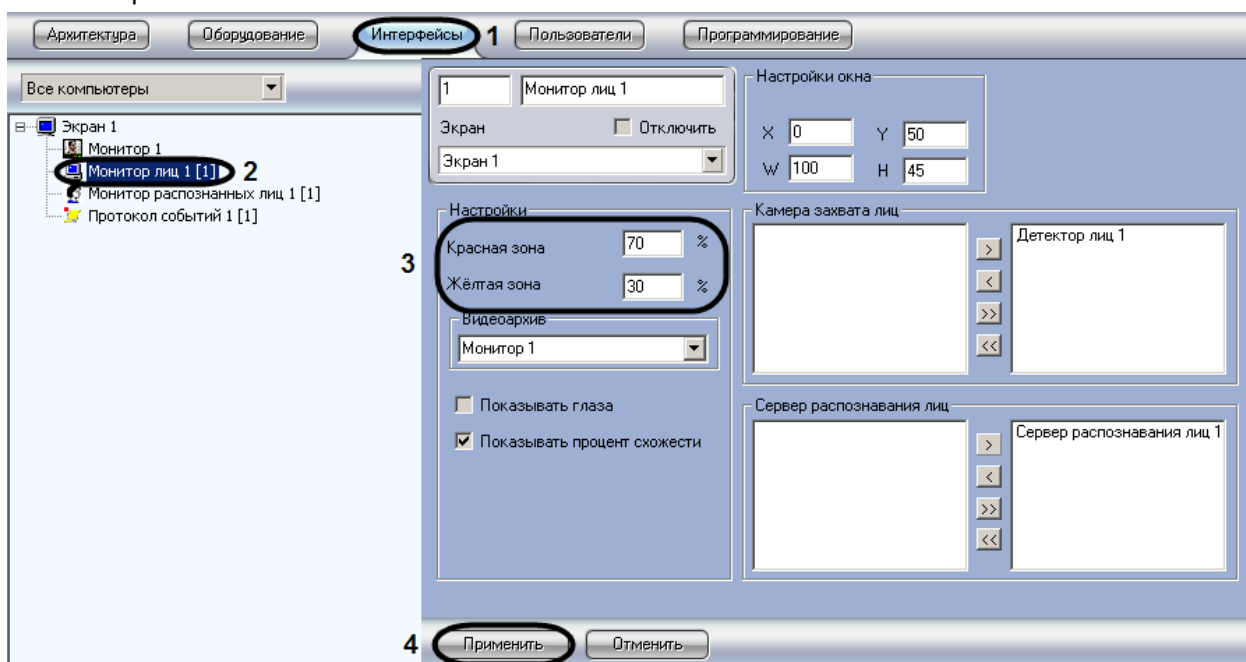 Архитектура Оборудование Интерфейсы 1 Пользователи Программирование
Все компьютеры
Экран 1
Монитор 1
Монитор лиц 1 [1] 2
Монитор распознанных лиц 1 [1]
Протокол событий 1 [1]
1 Монитор лиц 1
Экран Отключить
Экран 1
Настройки окна
X 0 Y 50
W 100 H 45
Настройки
3
Красная зона 70 %
Жёлтая зона 30 %
Видеоархив
Монитор 1
Показывать глаза
Показывать процент схожести
Камера захвата лиц
Детектор лиц 1
>
<
>>
<<
Сервер распознавания лиц
Сервер распознавания лиц 1
>
<
>>
<<
4 Применить Отменить